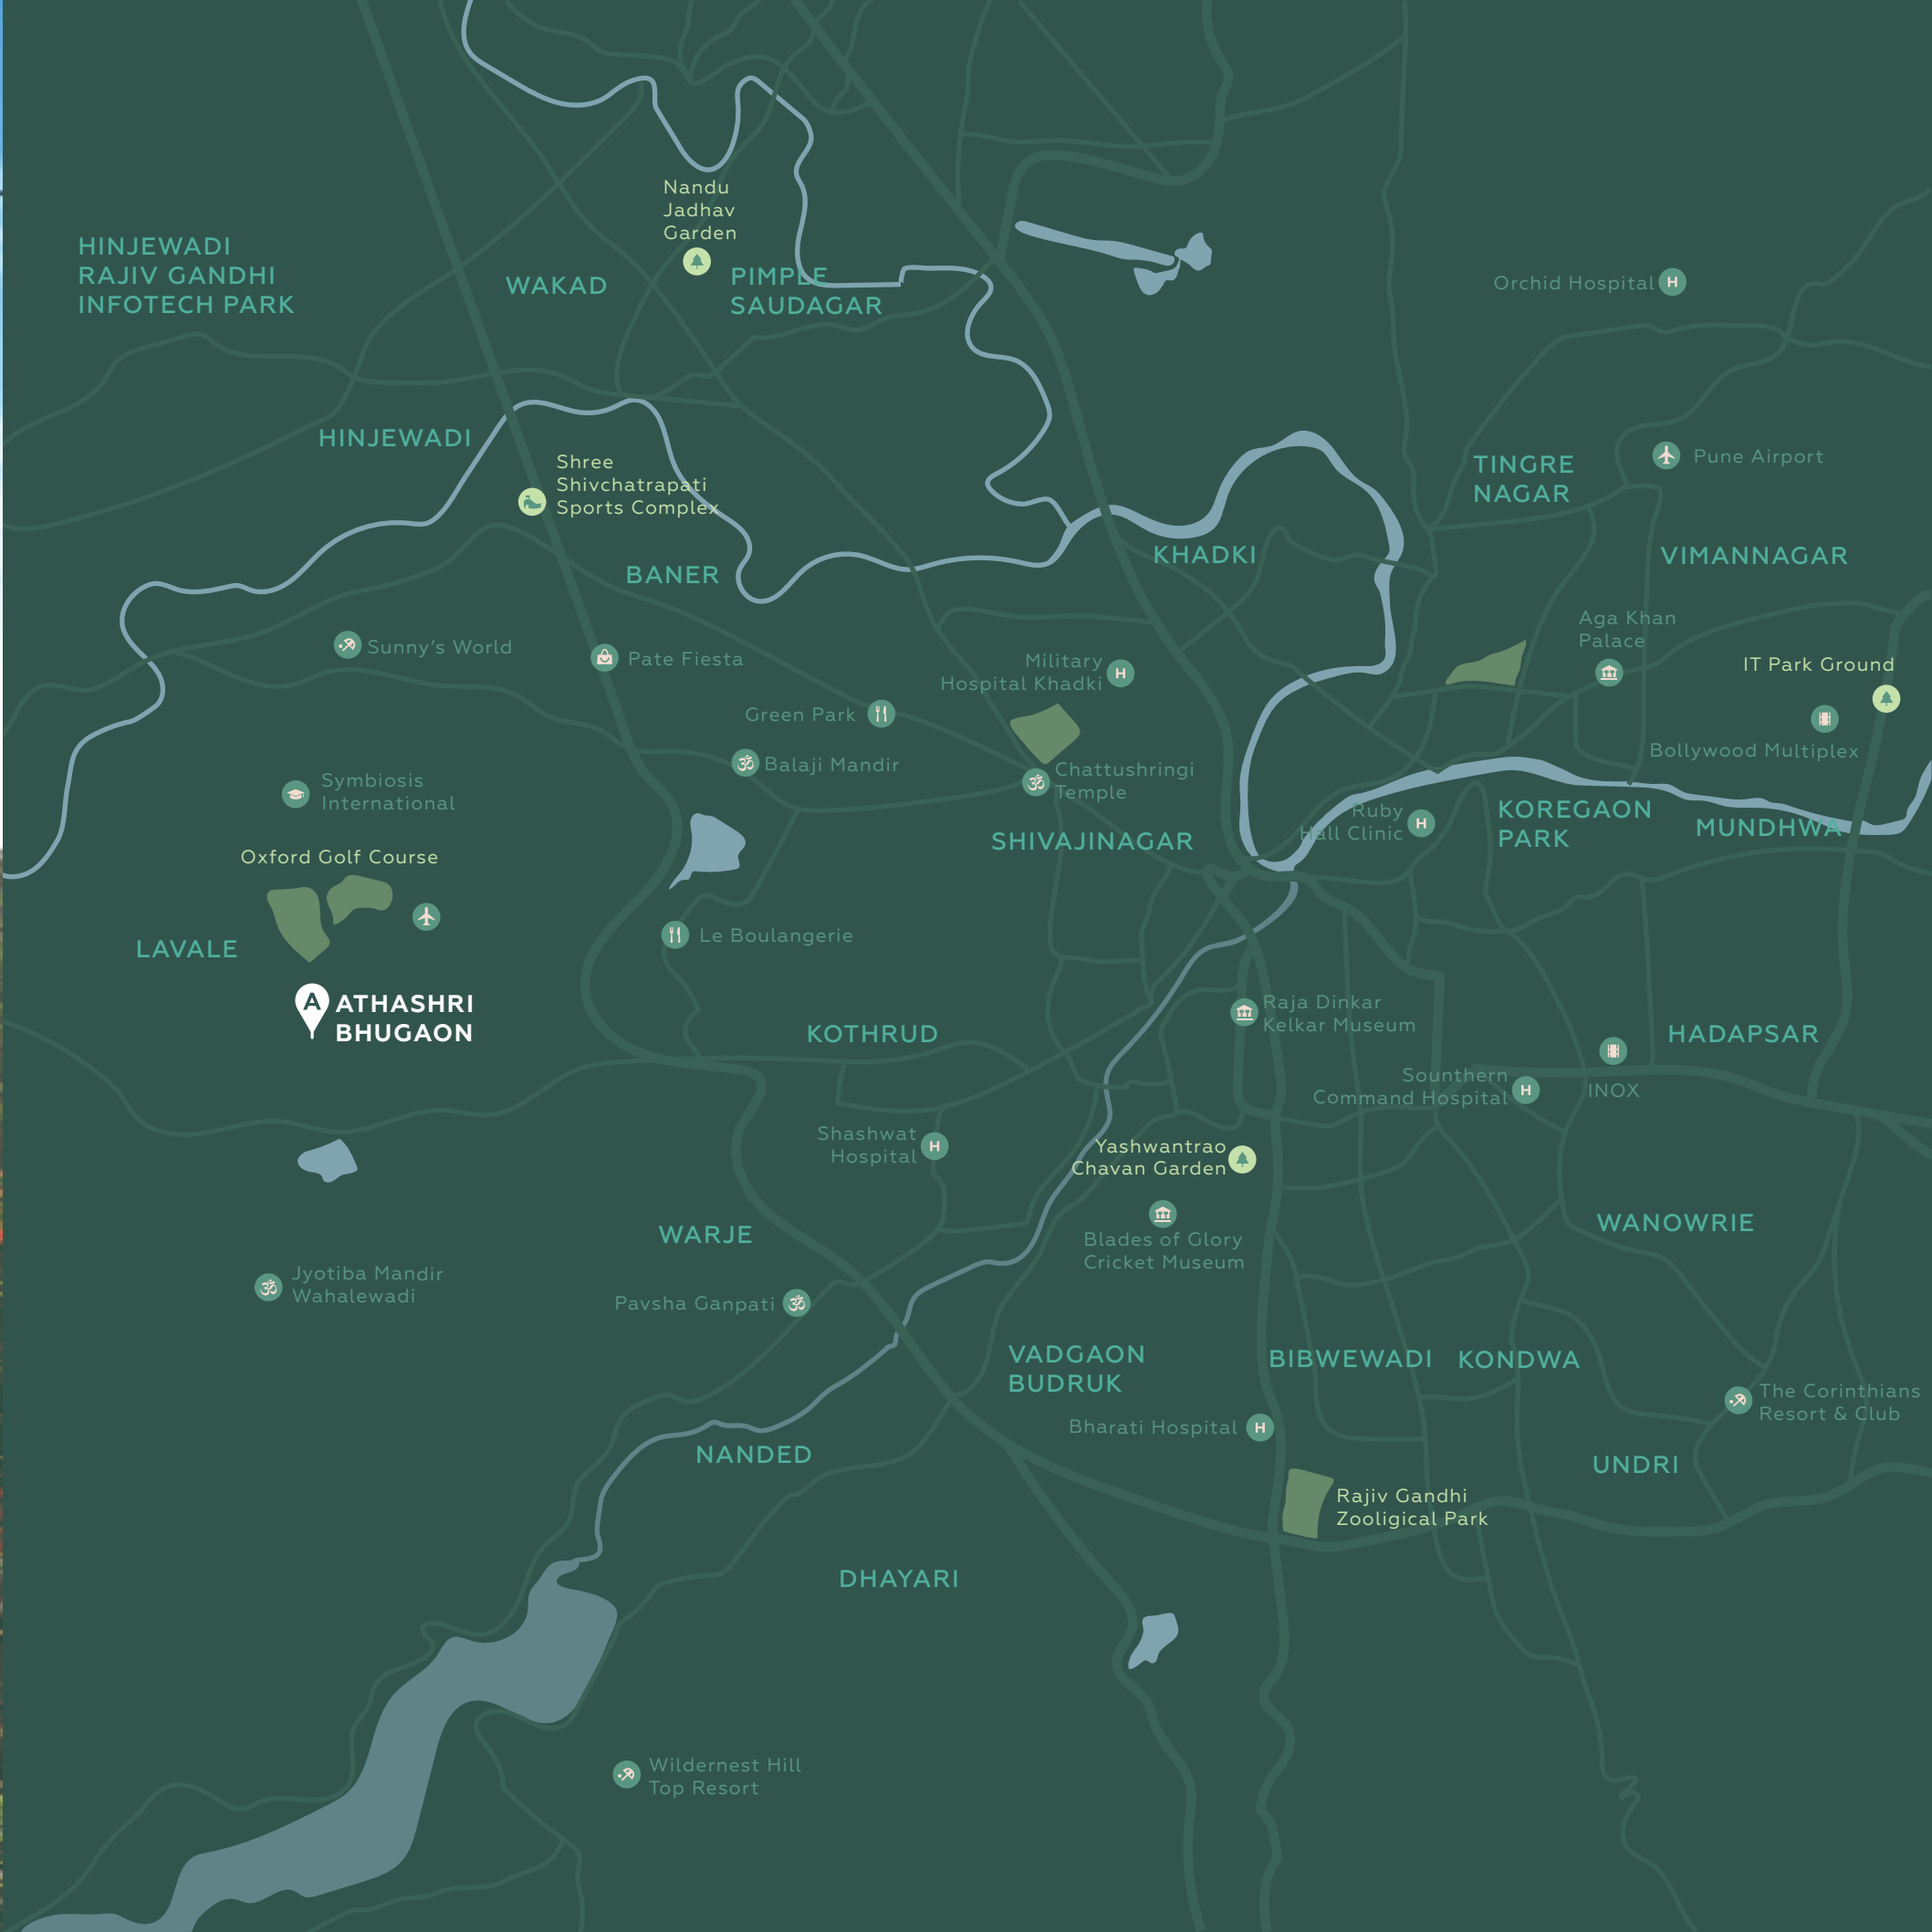 Nandu
Jadhav
Garden
HINJEWADI
RAJIV GANDHI
INFOTECH PARK
WAKAD
PIMPLE
SAUDAGAR
Orchid Hospital
H
HINJEWADI
Shree
Shivchatrapati
Sports Complex
TINGRE
NAGAR
Pune Airport
BANER
KHADKI
VIMANNAGAR
Sunny's World
Pate Fiesta
Military
Hospital Khadki
H
Aga Khan
Palace
IT Park Ground
Green Park
Bollywood Multiplex
Balaji Mandir
ॐ
Chattushringi
Temple
ॐ
Symbiosis
International
SHIVAJINAGAR
Ruby
Hall Clinic
H
KOREGAON
PARK
MUNDHWA
Oxford Golf Course
LAVALE
Le Boulangerie
A
ATHASHRI
BHUGAON
KOTHRUD
Raja Dinkar
Kelkar Museum
HADAPSAR
Sounthern
Command Hospital
H
INOX
Shashwat
Hospital
H
Yashwantrao
Chavan Garden
WARJE
Blades of Glory
Cricket Museum
WANOWRIE
Jyotiba Mandir
Wahalewadi
ॐ
Pavsha Ganpati
ॐ
VADGAON
BUDRUK
BIBWEWADI
KONDWA
The Corinthians
Resort & Club
Bharati Hospital
H
NANDED
UNDRI
Rajiv Gandhi
Zooligical Park
DHAYARI
Wildernest Hill
Top Resort